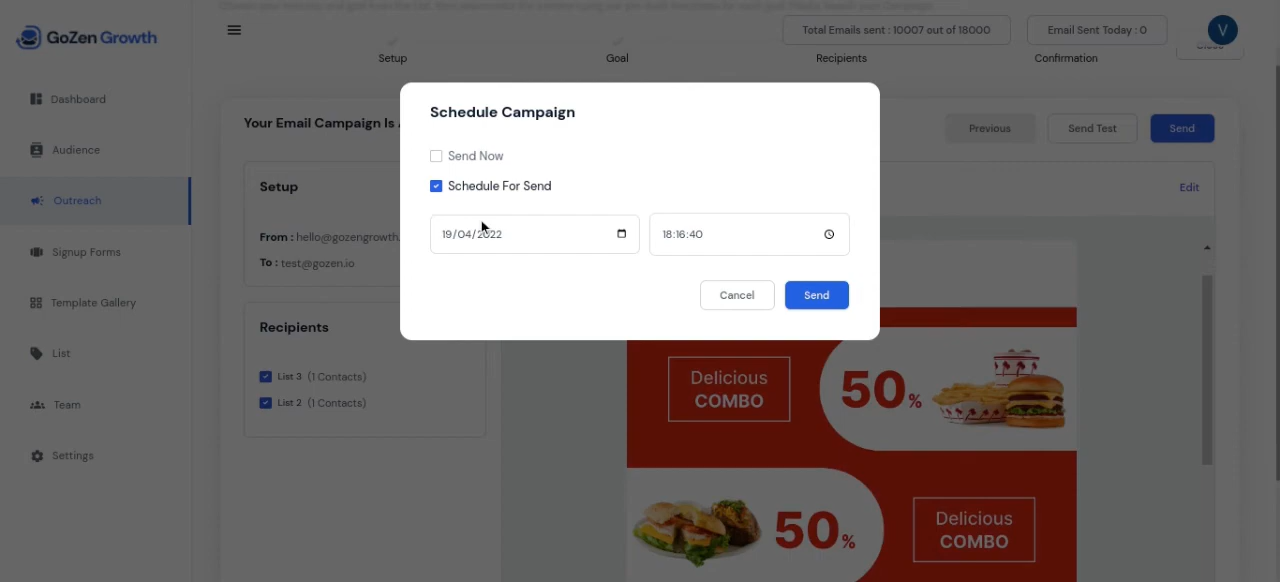 GoZen Growth
Total Emails sent : 10007 out of 18000
Email Sent Today : 0
V
Setup
Goal
Recipients
Confirmation
Dashboard
Audience
Outreach
Signup Forms
Template Gallery
List
Team
Settings
Your Email Campaign Is
Previous
Send Test
Send
Setup
Edit
From : hello@gozengrowth.
To : test@gozen.io
Recipients
List 3 (1 Contacts)
List 2 (1 Contacts)
Schedule Campaign
Send Now
Schedule For Send
19/04/2022
18:16:40
Cancel
Send
Delicious
COMBO
50%
50%
Delicious
COMBO